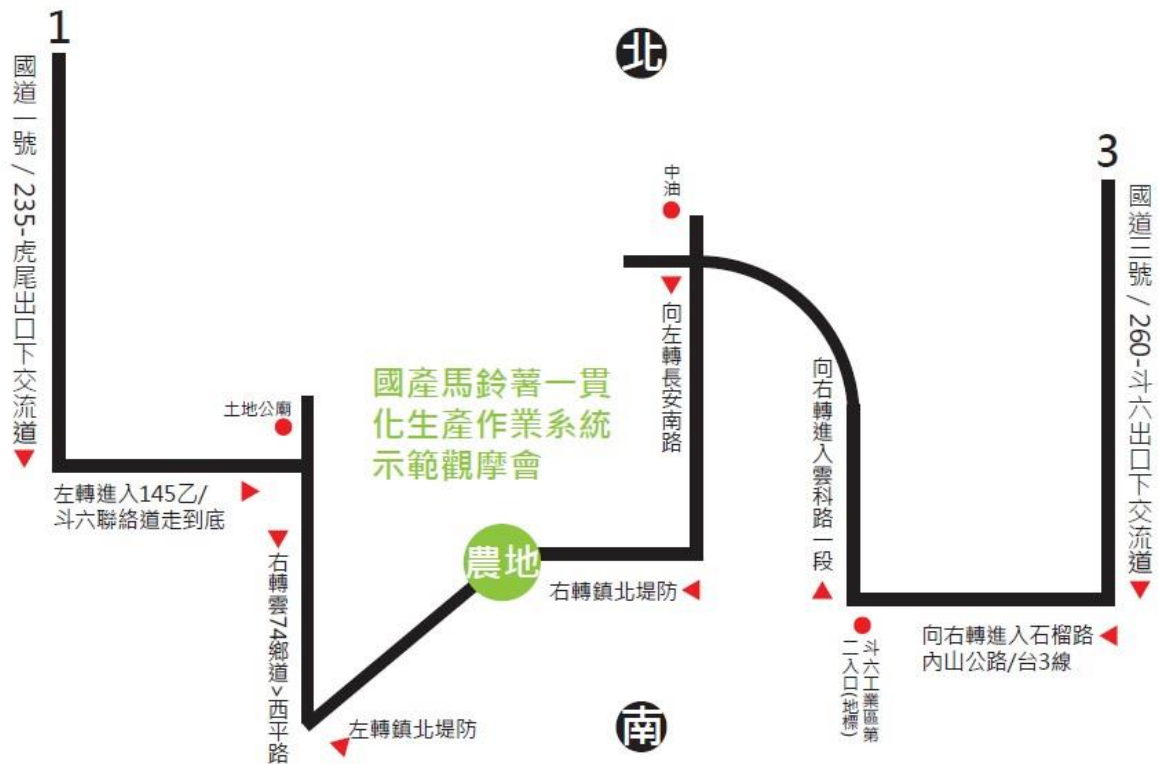 1
國道一號 / 235-虎尾出口下交流道
北
3
國道三號 / 260-斗六出口下交流道
中油
向左轉長安南路
向右轉進入雲科路一段
國產馬鈴薯一貫
化生產作業系統
示範觀摩會
土地公廟
左轉進入145乙/
斗六聯絡道走到底
右轉雲74鄉道>西平路
農地
右轉鎮北堤防
左轉鎮北堤防
向右轉進入石榴路
內山公路/台3線
斗六工業區第
二入口(地標)
南